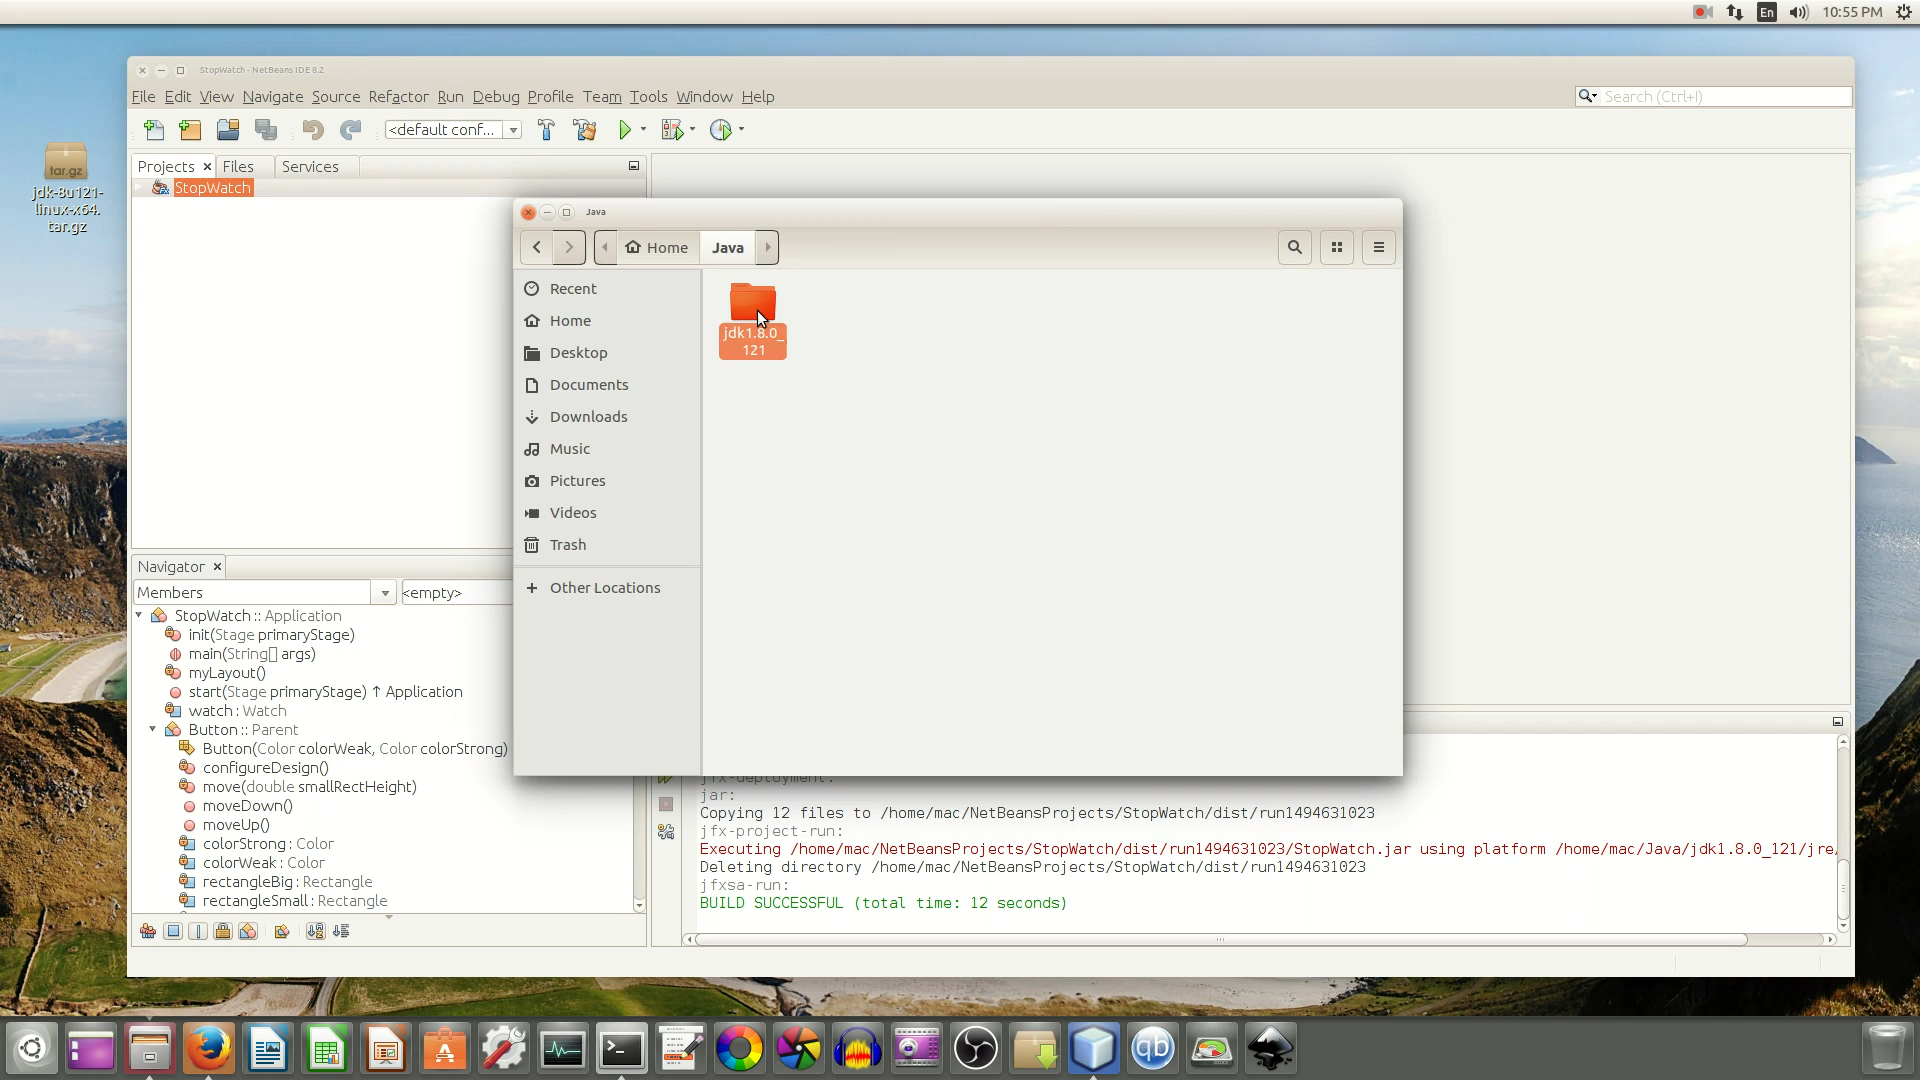 En
10:55 PM
StopWatch - NetBeans IDE 8.2
File Edit View Navigate Source Refactor Run Debug Profile Team Tools Window Help
Search (Ctrl+I)
<default conf...
Projects
Files
Services
StopWatch
tar.gz
jdk-8u121-
linux-x64.
tar.gz
Java
Home
Java
Recent
Home
Desktop
Documents
Downloads
Music
Pictures
Videos
Trash
Other Locations
jdk1.8.0_
121
Navigator
Members
<empty>
StopWatch :: Application
init(Stage primaryStage)
main(String[] args)
myLayout()
start(Stage primaryStage) ↑ Application
watch : Watch
Button :: Parent
Button(Color colorWeak, Color colorStrong)
configureDesign()
move(double smallRectHeight)
moveDown()
moveUp()
colorStrong : Color
colorWeak : Color
rectangleBig : Rectangle
rectangleSmall : Rectangle
jfx-deployment:
jar:
Copying 12 files to /home/mac/NetBeansProjects/StopWatch/dist/run1494631023
jfx-project-run:
Executing /home/mac/NetBeansProjects/StopWatch/dist/run1494631023/StopWatch.jar using platform /home/mac/Java/jdk1.8.0_121/jre/
Deleting directory /home/mac/NetBeansProjects/StopWatch/dist/run1494631023
jfxsa-run:
BUILD SUCCESSFUL (total time: 12 seconds)
qb